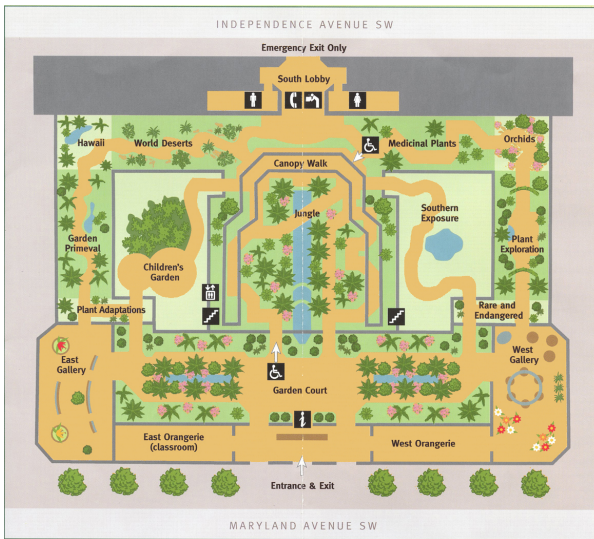 INDEPENDENCE AVENUE SW
Emergency Exit Only
South Lobby
Hawaii
World Deserts
Medicinal Plants
Orchids
Canopy Walk
Jungle
Southern
Exposure
Garden
Primeval
Plant
Exploration
Children's
Garden
Plant Adaptations
Rare and
Endangered
East
Gallery
West
Gallery
Garden Court
i
East Orangerie
(classroom)
West Orangerie
Entrance & Exit
MARYLAND AVENUE SW